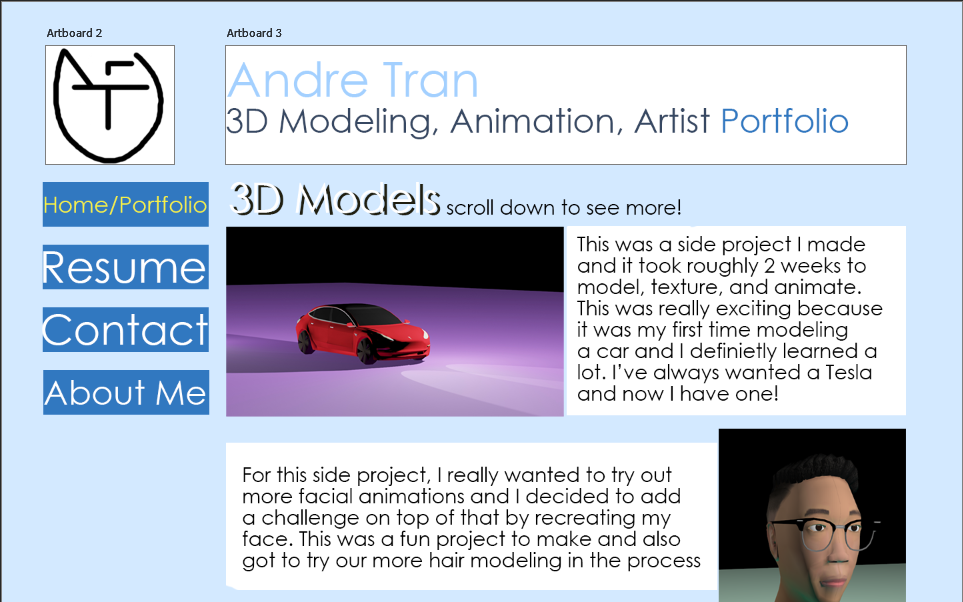 Artboard 2
Artboard 3
Andre Tran
3D Modeling, Animation, Artist Portfolio
Home/Portfolio
Resume
Contact
About Me
3D Models scroll down to see more!
This was a side project I made
and it took roughly 2 weeks to
model, texture, and animate.
This was really exciting because
it was my first time modeling
a car and I definietly learned a
lot. I’ve always wanted a Tesla
and now I have one!
For this side project, I really wanted to try out
more facial animations and I decided to add
a challenge on top of that by recreating my
face. This was a fun project to make and also
got to try our more hair modeling in the process